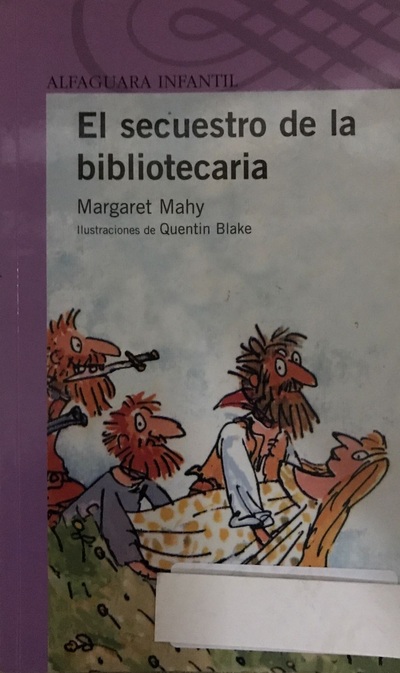 ALFAGUARA INFANTIL
El secuestro de la
bibliotecaria
Margaret Mahy
Ilustraciones de Quentin Blake